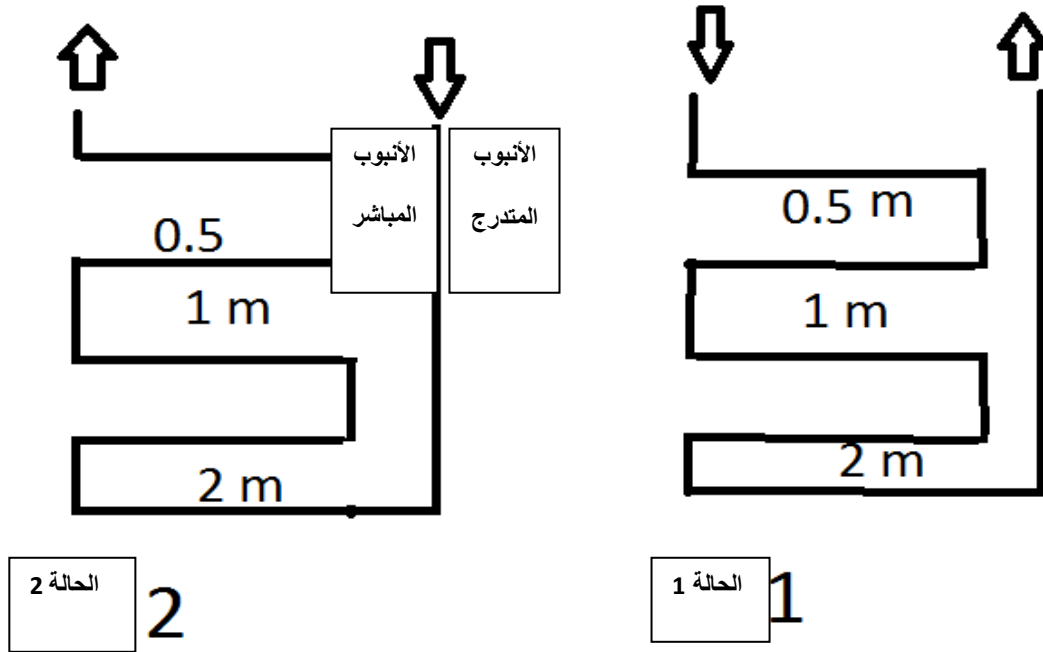 الأنبوب
المباشر
الأنبوب
المتدرج
0.5
1 m
2 m
الحالة 2
2
0.5 m
1 m
2 m
الحالة 1
1